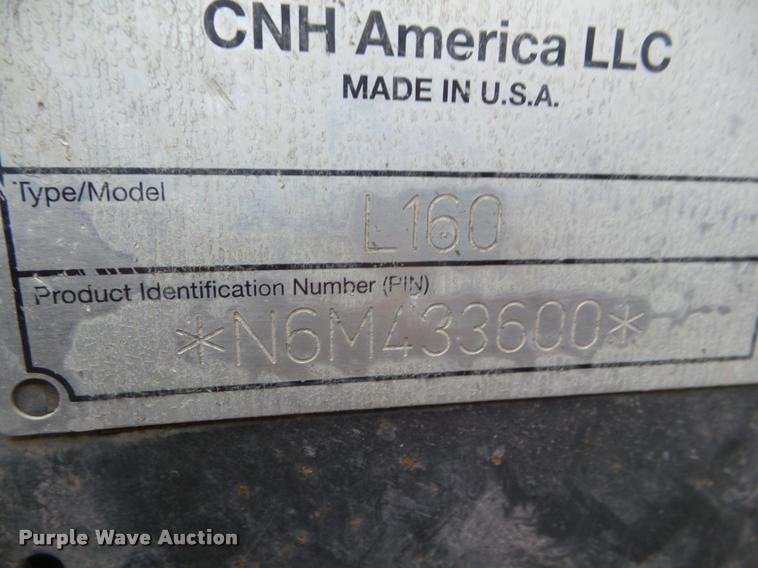 CNH America LLC
MADE IN U.S.A.
Type/Model
L160
Product Identification Number (PIN)
*N6M433600*
Purple Wave Auction